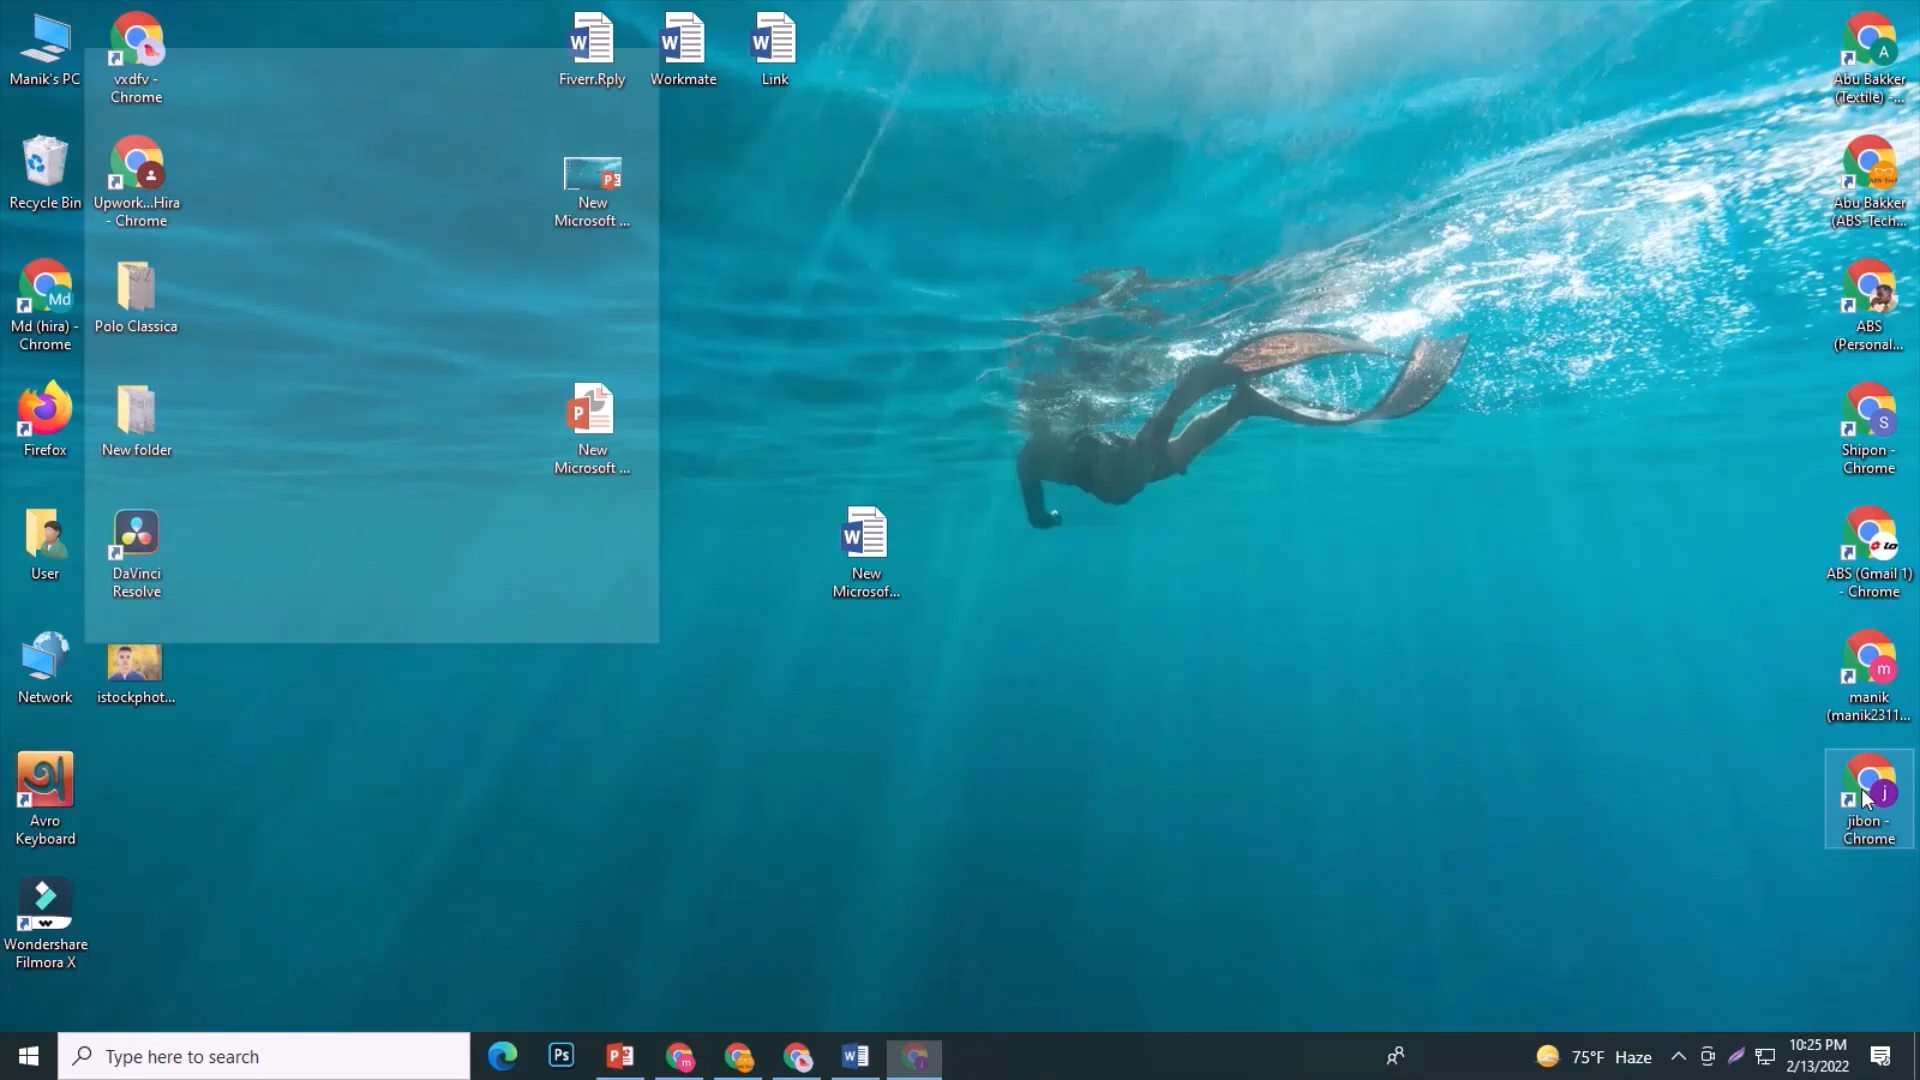 Manik's PC
vxdfv -
Chrome
Fiverr.Rply
Workmate
Link
Abu Bakker
(Textile) -...
Recycle Bin
Upwork...Hira
- Chrome
New
Microsoft ...
Abu Bakker
(ABS-Tech...
Md (hira) -
Chrome
Polo Classica
ABS
(Personal...
Firefox
New folder
New
Microsoft ...
Shipon -
Chrome
User
DaVinci
Resolve
New
Microsof...
ABS (Gmail 1)
- Chrome
Network
istockphot...
manik
(manik2311...
Avro
Keyboard
jibon -
Chrome
Wondershare
Filmora X
Type here to search
75°F Haze
10:25 PM
2/13/2022